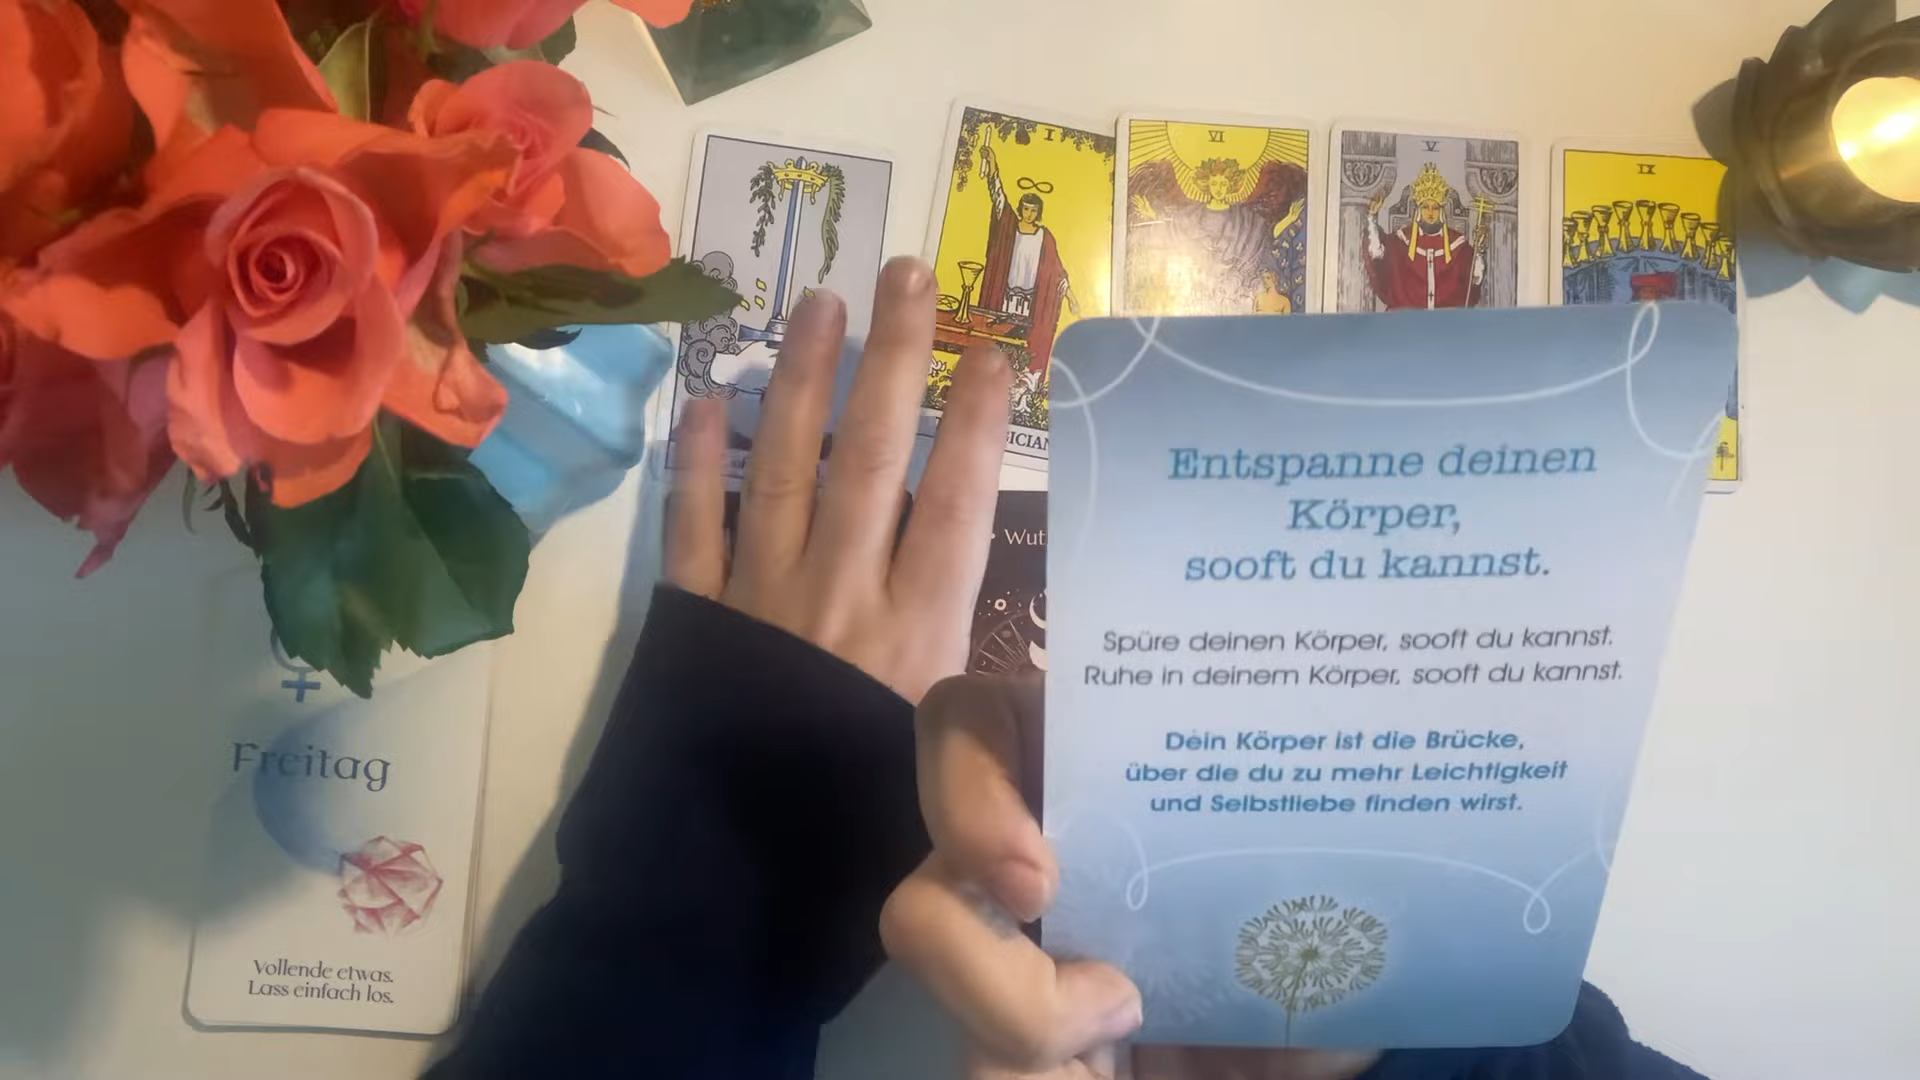 I
VI
V
IX
ICIAN
Wut
Entspanne deinen
Körper,
sooft du kannst.
Spüre deinen Körper, sooft du kannst.
Ruhe in deinem Körper, sooft du kannst.
Dein Körper ist die Brücke,
über die du zu mehr Leichtigkeit
und Selbstliebe finden wirst.
Freitag
Vollende etwas.
Lass einfach los.